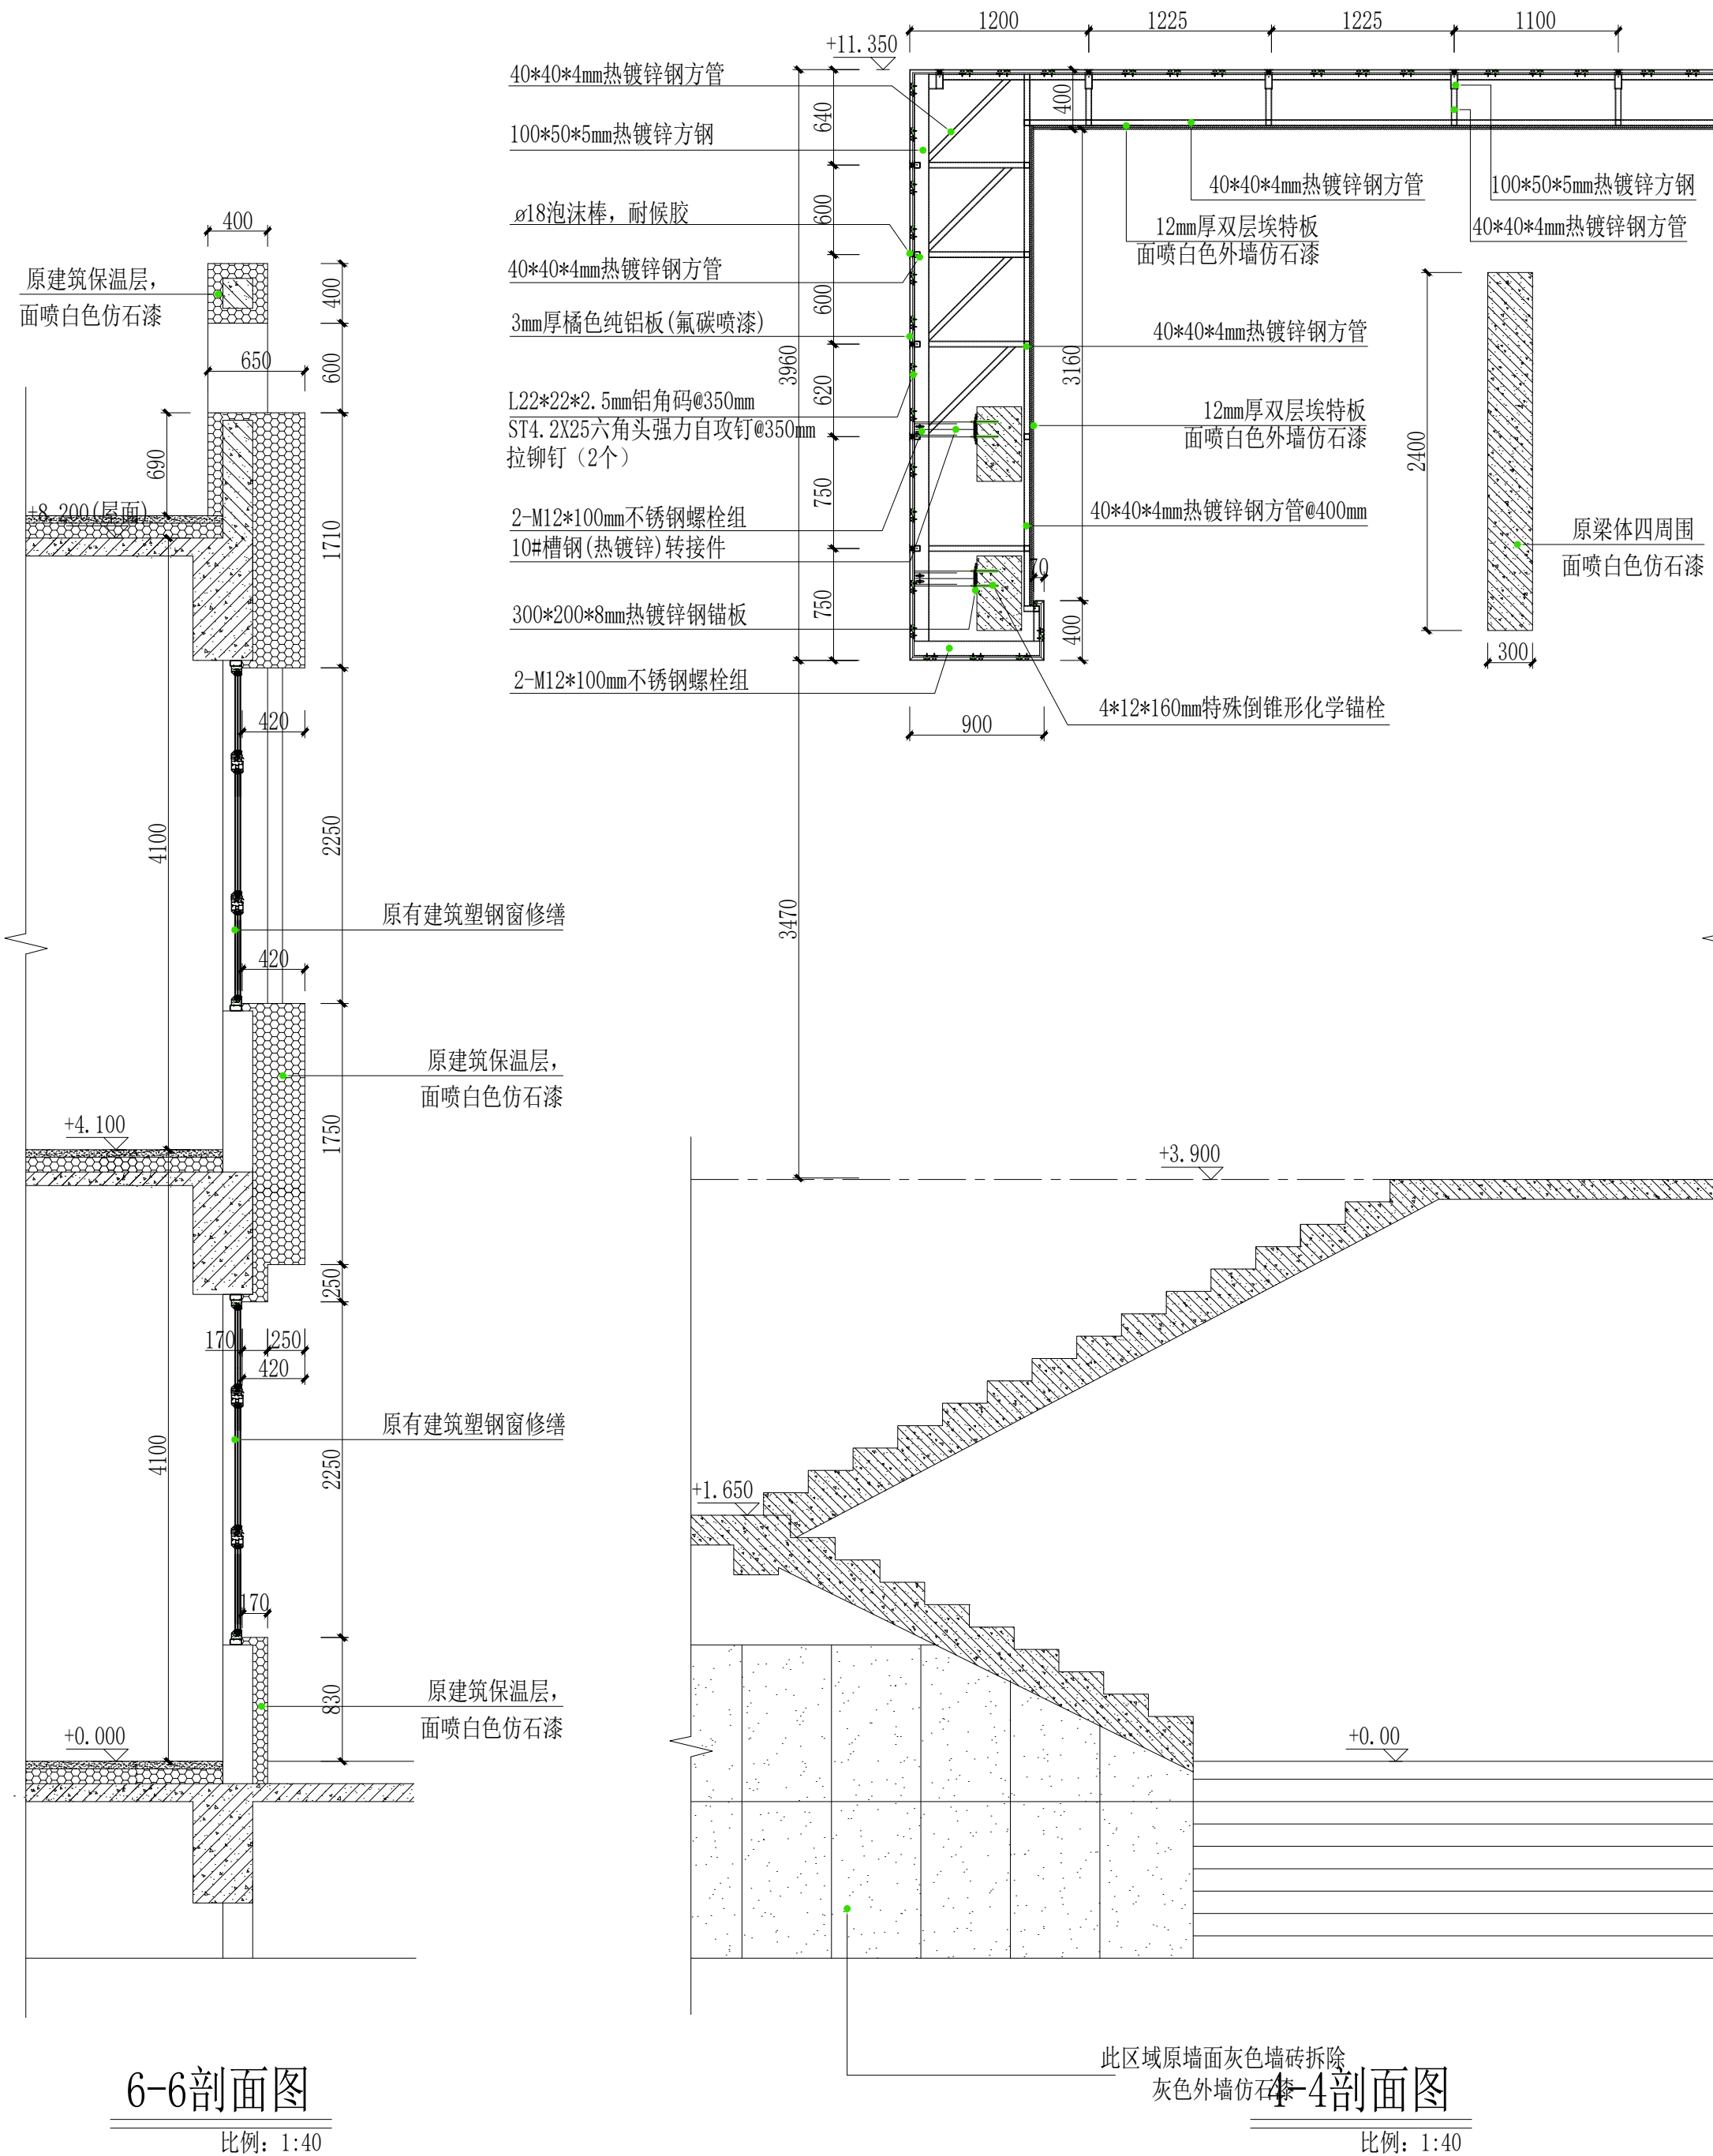 1200
1225
1225
1100
+11.350
40*40*4mm热镀锌钢方管
100*50*5mm热镀锌方钢
ø18泡沫棒，耐候胶
40*40*4mm热镀锌钢方管
3mm厚橘色纯铝板(氟碳喷漆)
L22*22*2.5mm铝角码@350mm
ST4.2X25六角头强力自攻钉@350mm
拉铆钉（2个）
2-M12*100mm不锈钢螺栓组
10#槽钢(热镀锌)转接件
300*200*8mm热镀锌钢锚板
2-M12*100mm不锈钢螺栓组
640
600
600
620
750
750
3960
3470
400
3160
400
70
900
40*40*4mm热镀锌钢方管
12mm厚双层埃特板
面喷白色外墙仿石漆
100*50*5mm热镀锌方钢
40*40*4mm热镀锌钢方管
40*40*4mm热镀锌钢方管
12mm厚双层埃特板
面喷白色外墙仿石漆
40*40*4mm热镀锌钢方管@400mm
4*12*160mm特殊倒锥形化学锚栓
2400
300
原梁体四周围
面喷白色仿石漆
400
原建筑保温层，
面喷白色仿石漆
400
600
650
690
+8.200(屋面)
1710
420
4100
2250
原有建筑塑钢窗修缮
420
原建筑保温层，
面喷白色仿石漆
+4.100
1750
250
170
250
420
原有建筑塑钢窗修缮
4100
2250
170
原建筑保温层，
面喷白色仿石漆
830
+0.000
+3.900
+1.650
+0.00
此区域原墙面灰色墙砖拆除
灰色外墙仿石漆
6-6剖面图
比例：1:40
4-4剖面图
比例：1:40